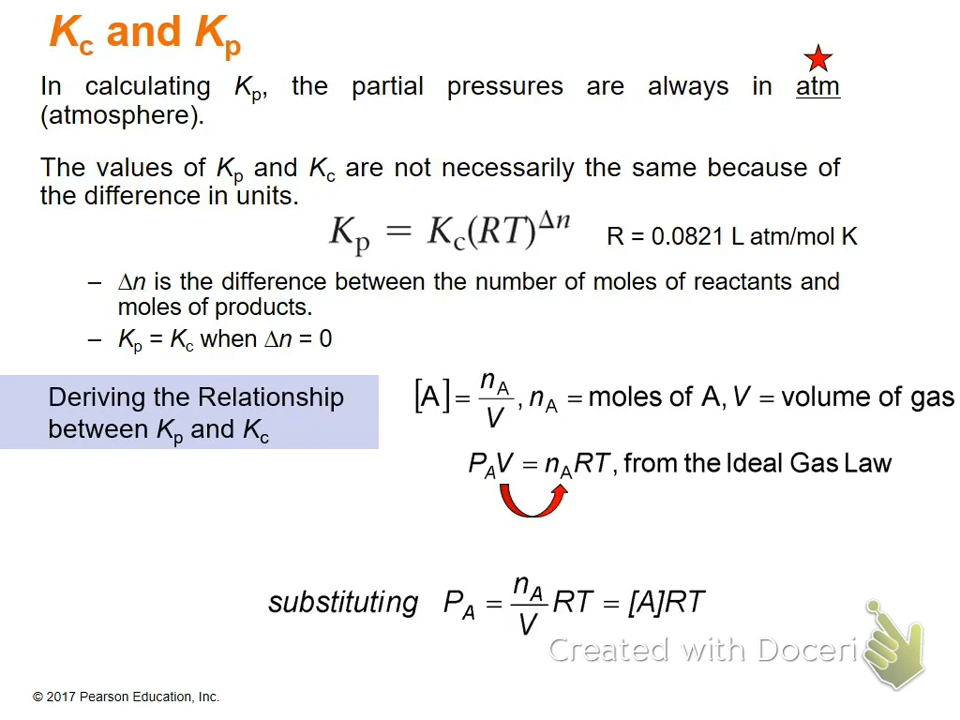 Kc and Kp
In calculating Kp, the partial pressures are always in atm
(atmosphere).
The values of Kp and Kc are not necessarily the same because of
the difference in units.
Kp = Kc(RT)^Δn R = 0.0821 L atm/mol K
– Δn is the difference between the number of moles of reactants and
moles of products.
– Kp = Kc when Δn = 0
Deriving the Relationship
between Kp and Kc
[A] = nA/V, nA = moles of A, V = volume of gas
PAV = nART, from the Ideal Gas Law
substituting PA = nA/V RT = [A]RT
Created with Doceri
© 2017 Pearson Education, Inc.